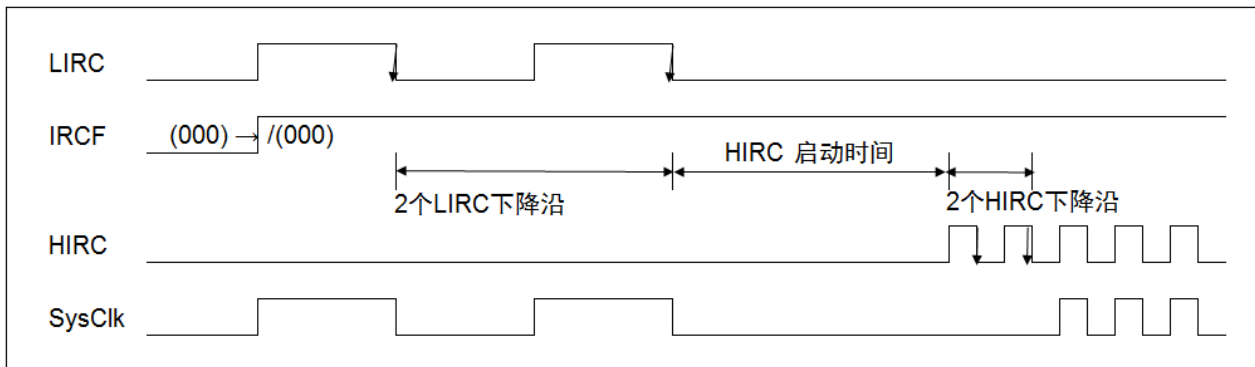 LIRC
IRCF
(000) → /(000)
HIRC 启动时间
2个LIRC下降沿
2个HIRC下降沿
HIRC
SysClk